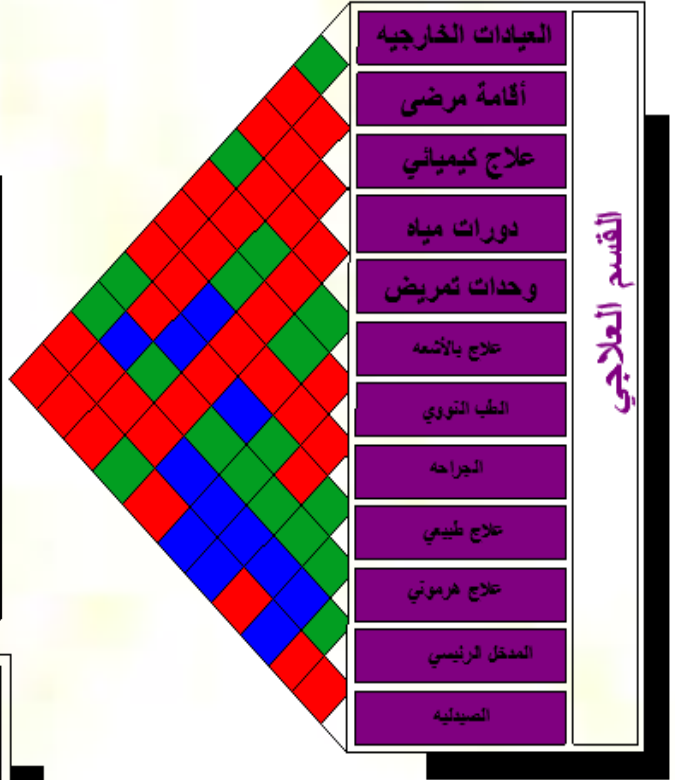 القسم العلاجي
العيادات الخارجيه
أقامة مرضى
علاج كيميائي
دورات مياه
وحدات تمريض
علاج بالأشعه
الطب النووي
الجراحه
علاج طبيعي
علاج هرموني
المدخل الرئيسي
الصيدليه